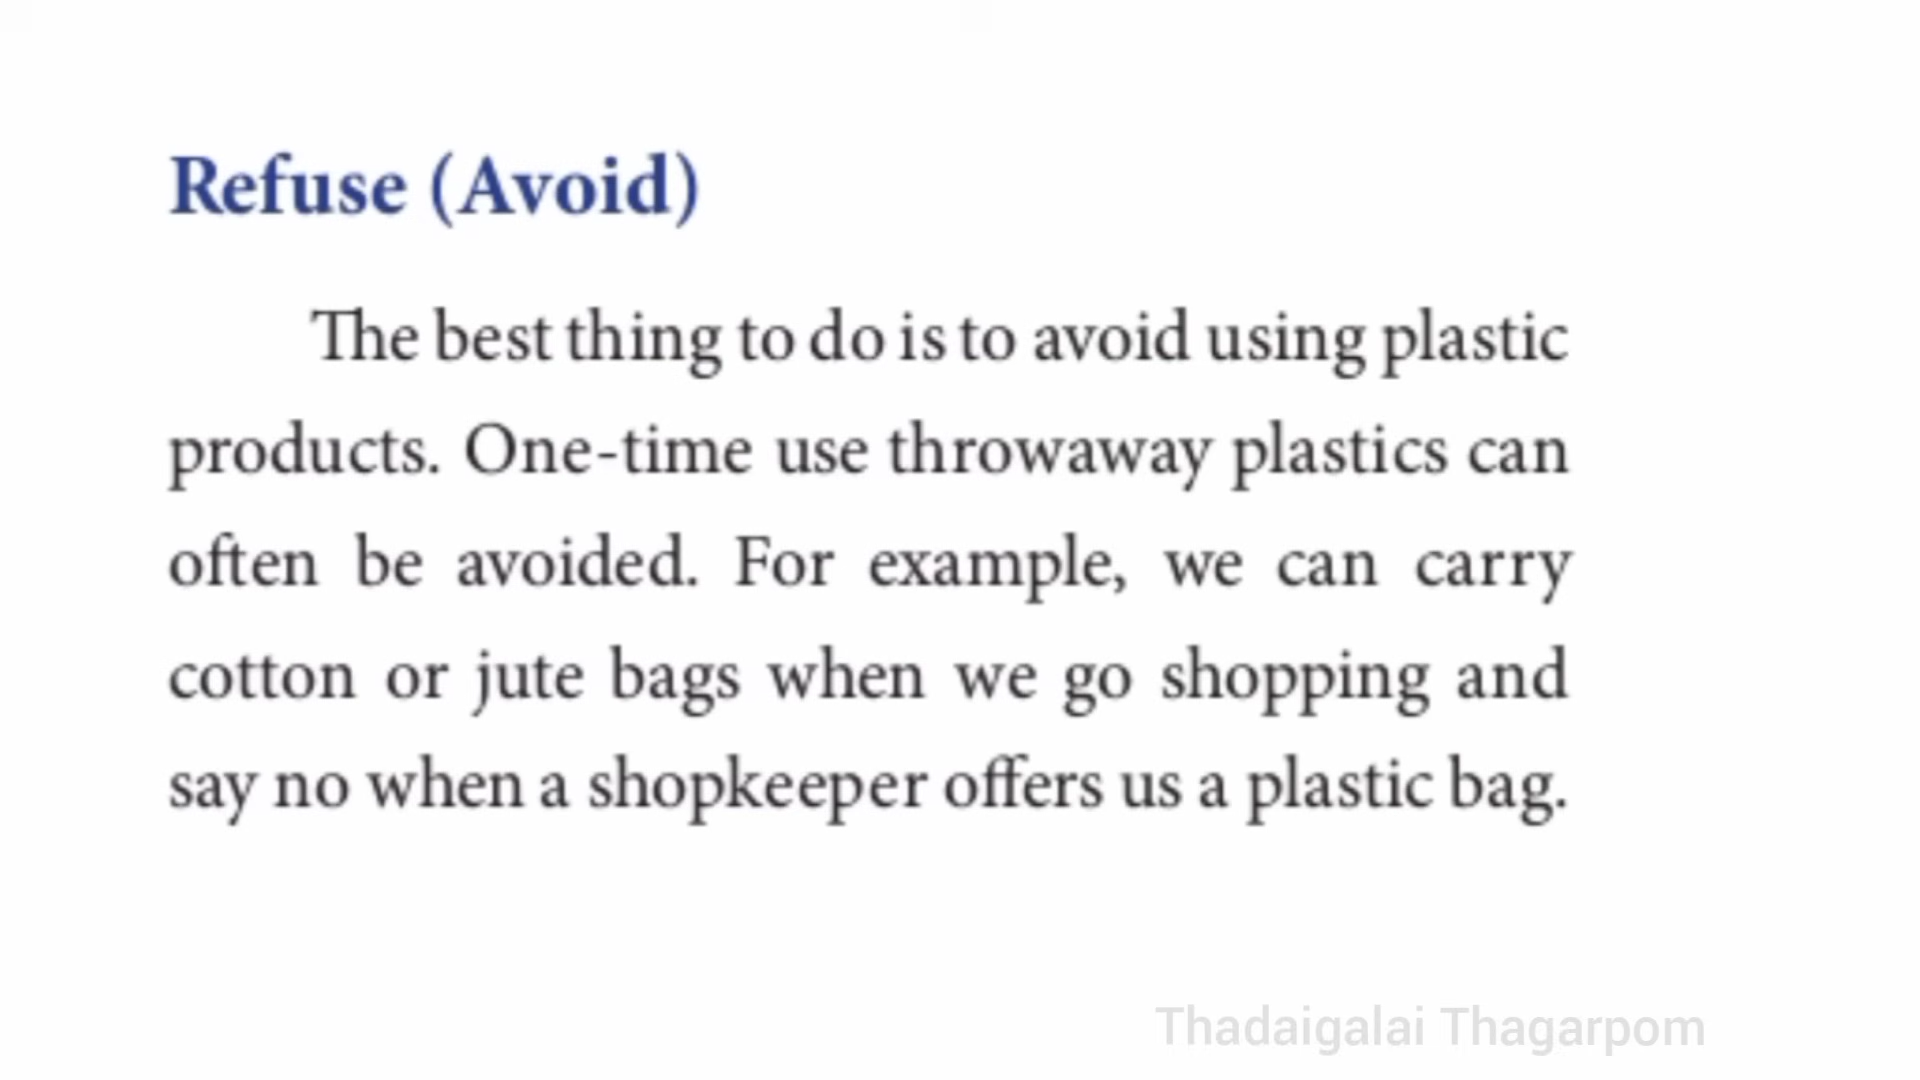 Refuse (Avoid)
The best thing to do is to avoid using plastic
products. One-time use throwaway plastics can
often be avoided. For example, we can carry
cotton or jute bags when we go shopping and
say no when a shopkeeper offers us a plastic bag.
Thadaigalai Thagarpom